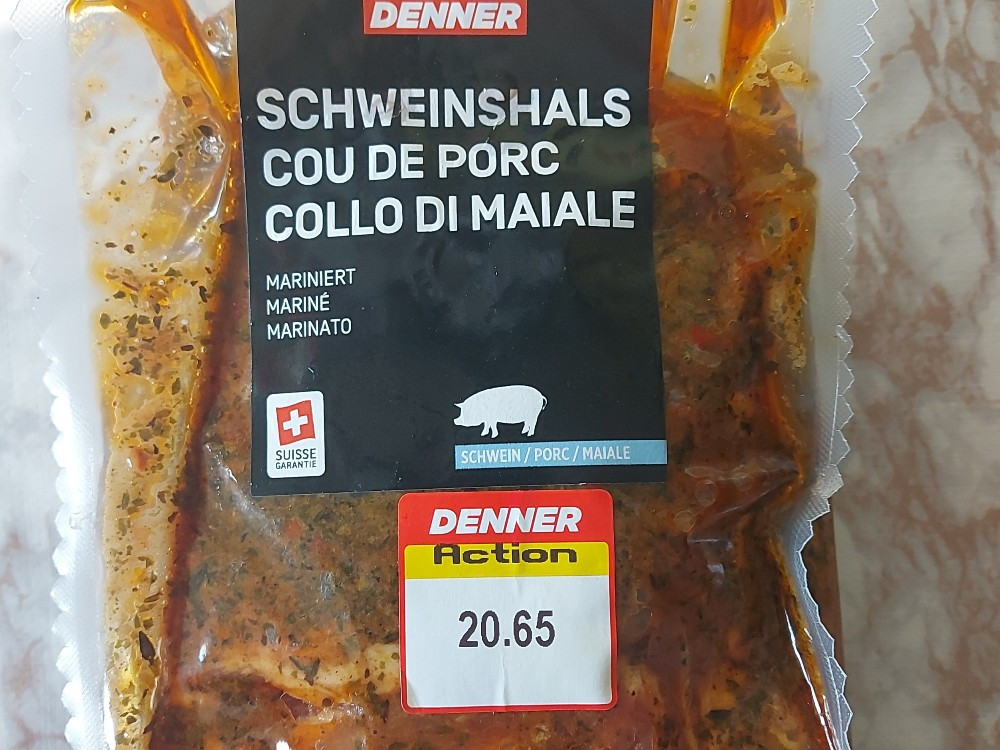 DENNER
SCHWEINSHALS
COU DE PORC
COLLO DI MAIALE
MARINIERT
MARINÉ
MARINATO
SUISSE
GARANTIE
SCHWEIN / PORC / MAIALE
DENNER
Action
20.65